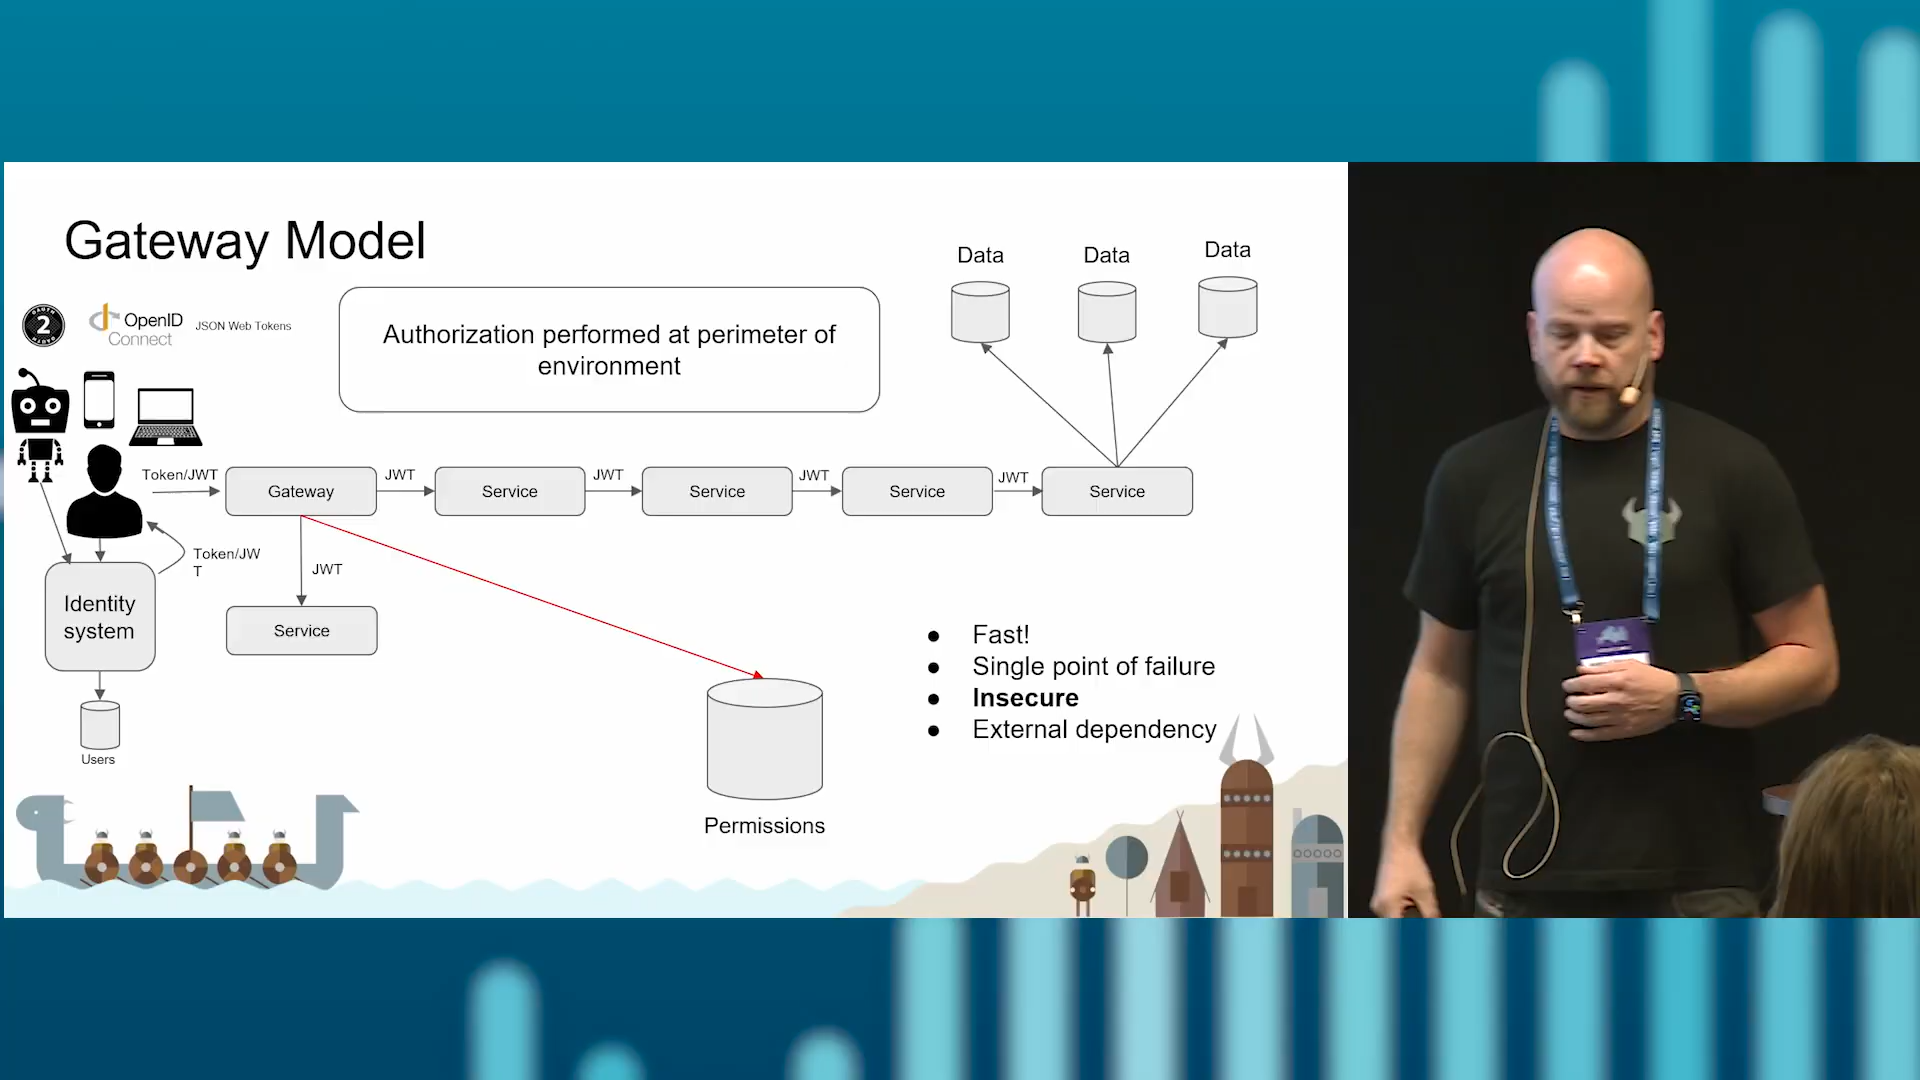 Gateway Model
2
OpenID
Connect
JSON Web Tokens
Authorization performed at perimeter of
environment
Data
Data
Data
Token/JWT
Gateway
JWT
Service
JWT
Service
JWT
Service
JWT
Service
Token/JW
T
JWT
Identity
system
Service
Users
Permissions
● Fast!
● Single point of failure
● Insecure
● External dependency